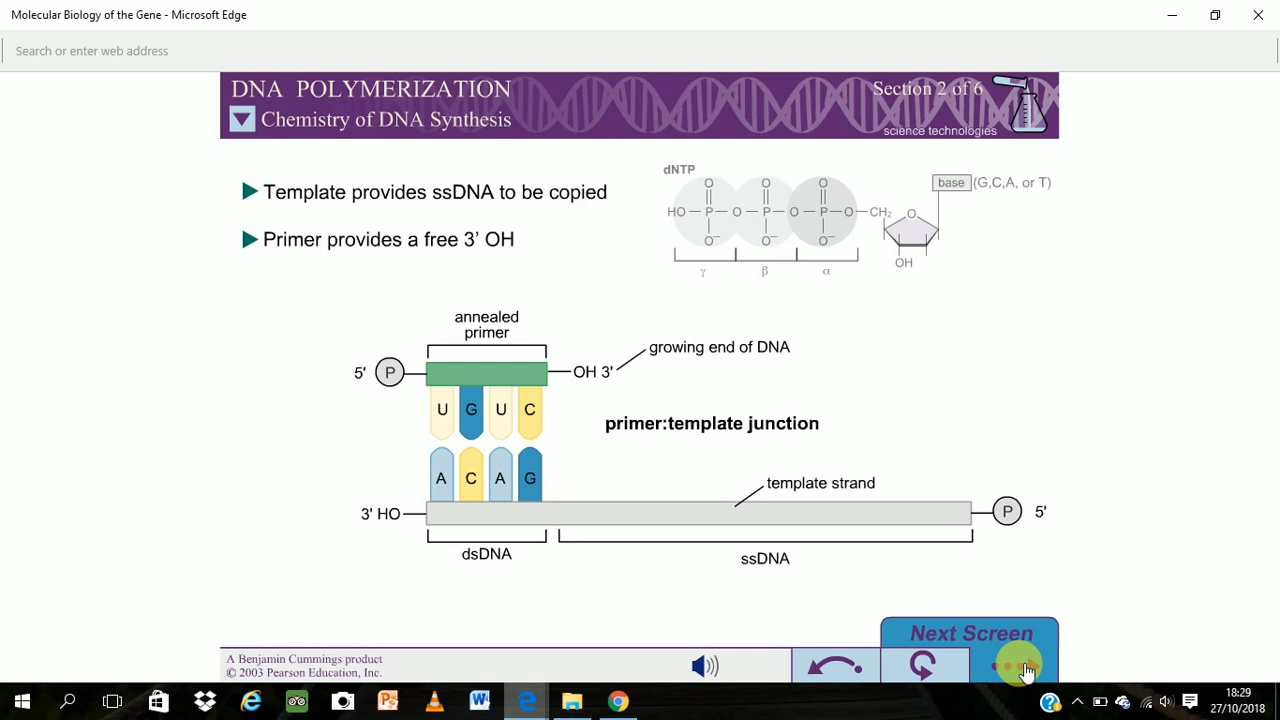 Molecular Biology of the Gene - Microsoft Edge
Search or enter web address
DNA POLYMERIZATION
Section 2 of 6
Chemistry of DNA Synthesis
science technologies
Template provides ssDNA to be copied
Primer provides a free 3’ OH
dNTP
base (G,C,A, or T)
O O O
HO P O P O P O CH₂ O
O⁻ O⁻ O⁻
OH
γ β α
annealed
primer
growing end of DNA
5' P OH 3'
U G U C
primer:template junction
A C A G
template strand
3' HO P 5'
dsDNA
ssDNA
Next Screen
A Benjamin Cummings product
© 2003 Pearson Education, Inc.
18:29
27/10/2018